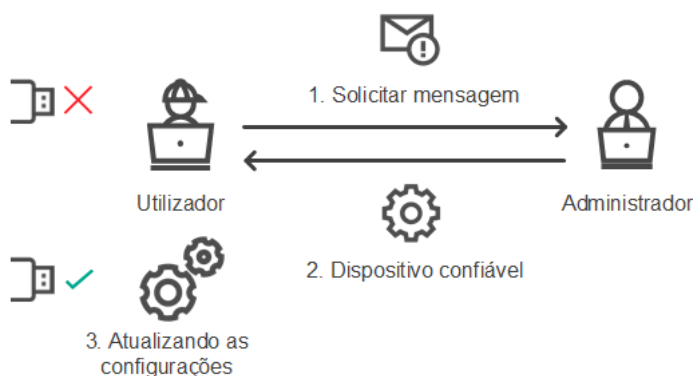 1. Solicitar mensagem
Utilizador
Administrador
2. Dispositivo confiável
3. Atualizando as
configurações